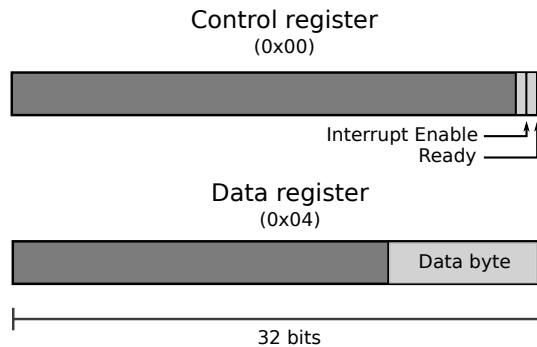 Control register
(0x00)
Interrupt Enable
Ready
Data register
(0x04)
Data byte
32 bits